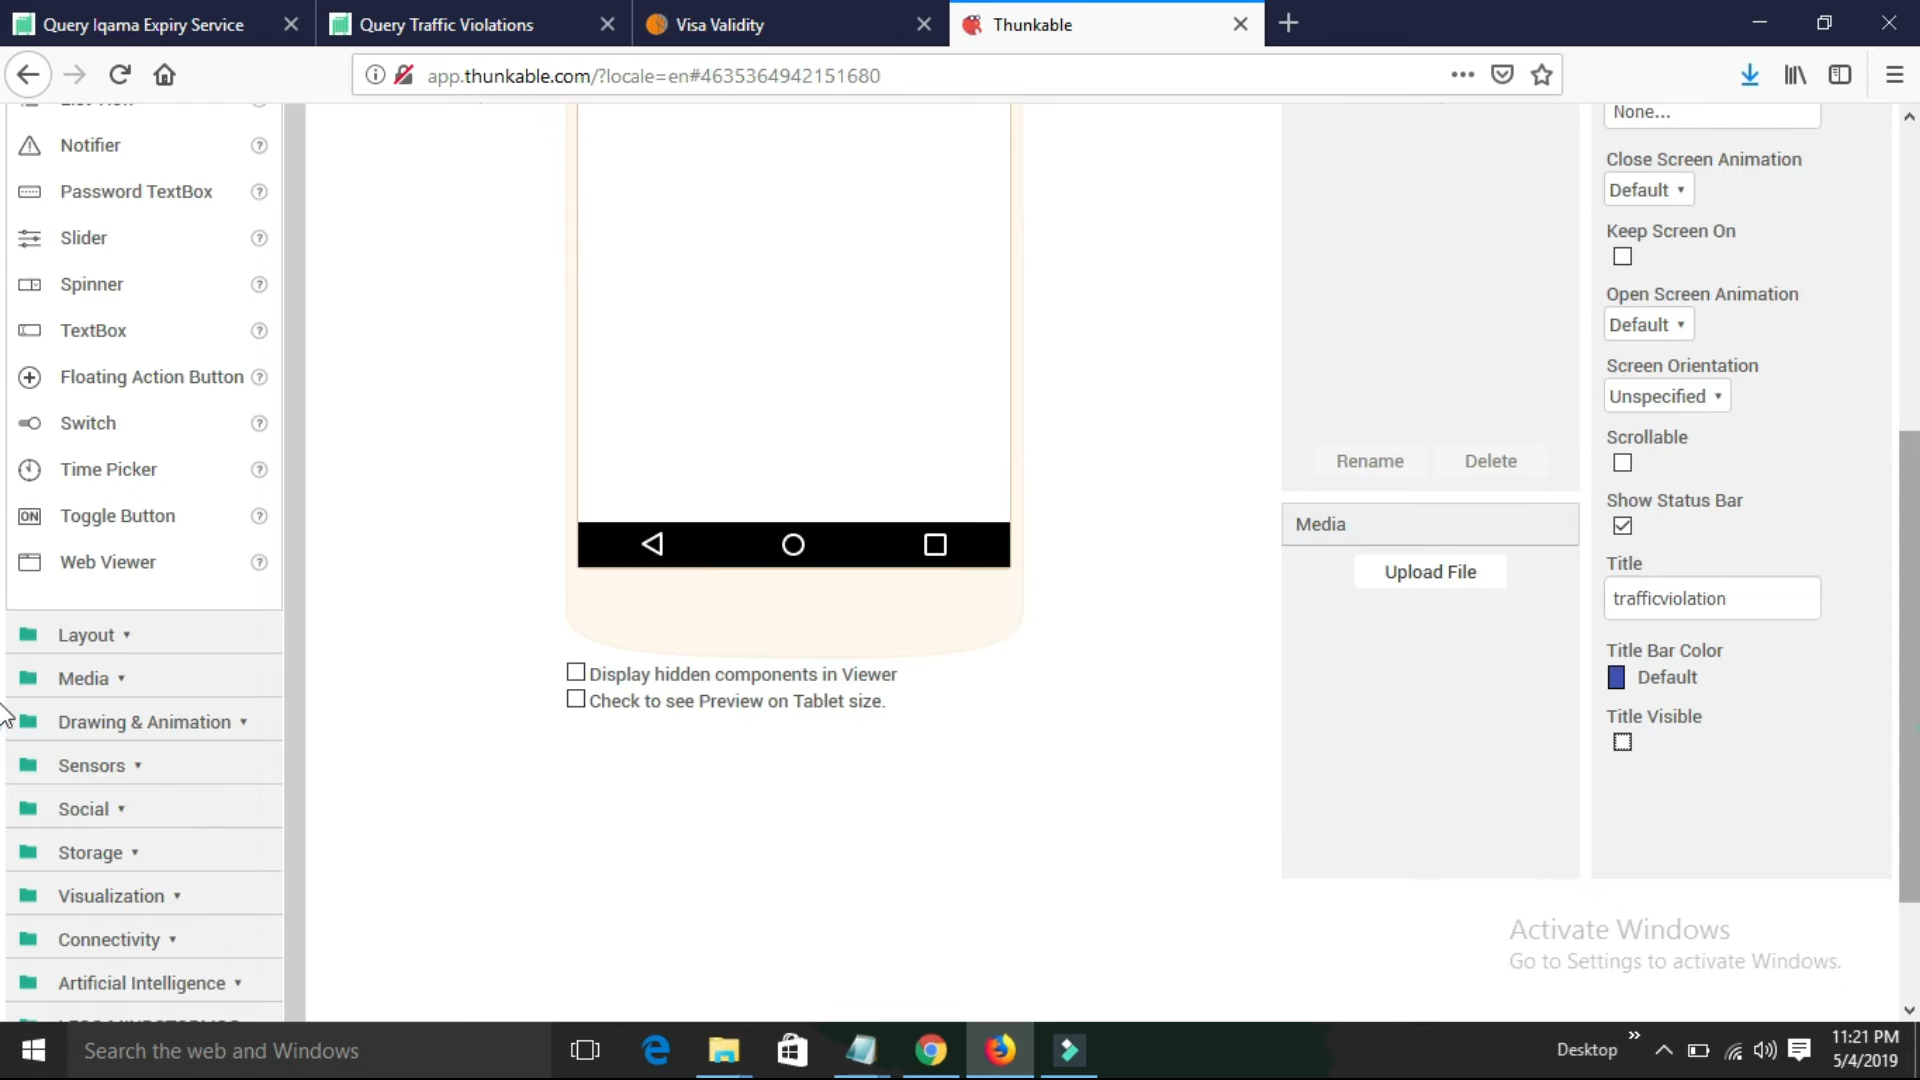 Query Iqama Expiry Service
Query Traffic Violations
Visa Validity
Thunkable
app.thunkable.com/?locale=en#4635364942151680
Notifier
Password TextBox
Slider
Spinner
TextBox
Floating Action Button
Switch
Time Picker
Toggle Button
ON
Web Viewer
Layout
Media
Drawing & Animation
Sensors
Social
Storage
Visualization
Connectivity
Artificial Intelligence
Display hidden components in Viewer
Check to see Preview on Tablet size.
Rename Delete
Media
Upload File
None...
Close Screen Animation
Default
Keep Screen On
Open Screen Animation
Default
Screen Orientation
Unspecified
Scrollable
Show Status Bar
Title
trafficviolation
Title Bar Color
Default
Title Visible
Activate Windows
Go to Settings to activate Windows.
Search the web and Windows
Desktop
11:21 PM
5/4/2019